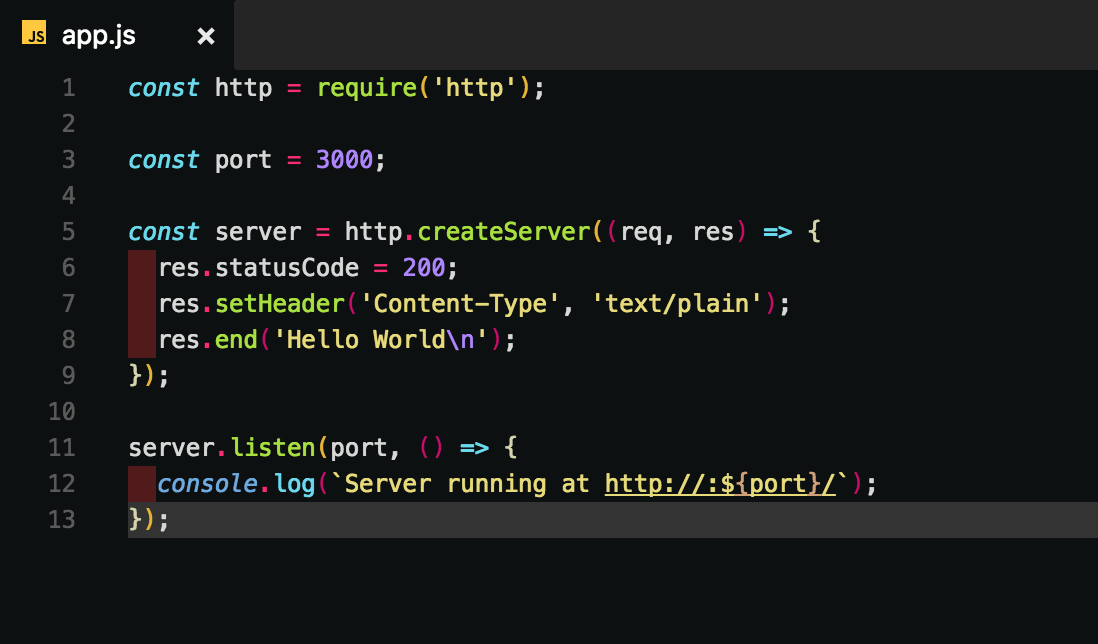 JS app.js ×
1 const http = require('http');
2
3 const port = 3000;
4
5 const server = http.createServer((req, res) => {
6   res.statusCode = 200;
7   res.setHeader('Content-Type', 'text/plain');
8   res.end('Hello World\n');
9 });
10
11 server.listen(port, () => {
12   console.log(`Server running at http://:${port}/`);
13 });